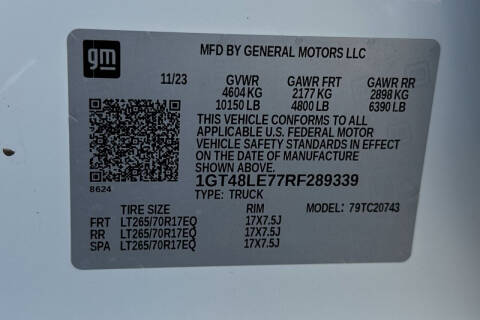 gm
MFD BY GENERAL MOTORS LLC
11/23 GVWR GAWR FRT GAWR RR
4604 KG 2177 KG 2898 KG
10150 LB 4800 LB 6390 LB
THIS VEHICLE CONFORMS TO ALL
APPLICABLE U.S. FEDERAL MOTOR
VEHICLE SAFETY STANDARDS IN EFFECT
ON THE DATE OF MANUFACTURE
SHOWN ABOVE.
8624 1GT48LE77RF289339
TYPE: TRUCK
TIRE SIZE RIM MODEL: 79TC20743
FRT LT265/70R17EQ 17X7.5J
RR LT265/70R17EQ 17X7.5J
SPA LT265/70R17EQ 17X7.5J